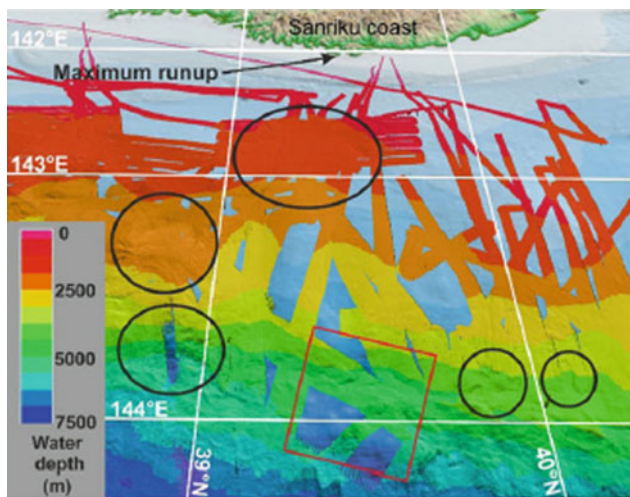 Sanriku coast
142°E
Maximum runup
143°E
0
2500
5000
7500
Water
depth
(m)
144°E
39°N
40°N